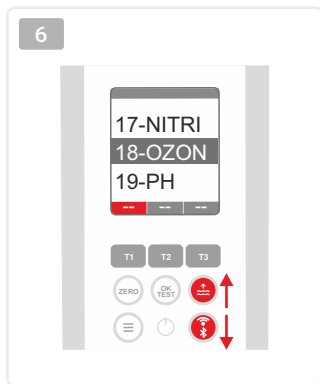 6
17-NITRI
18-OZON
19-PH
-- -- --
T1 T2 T3
ZERO OK TEST